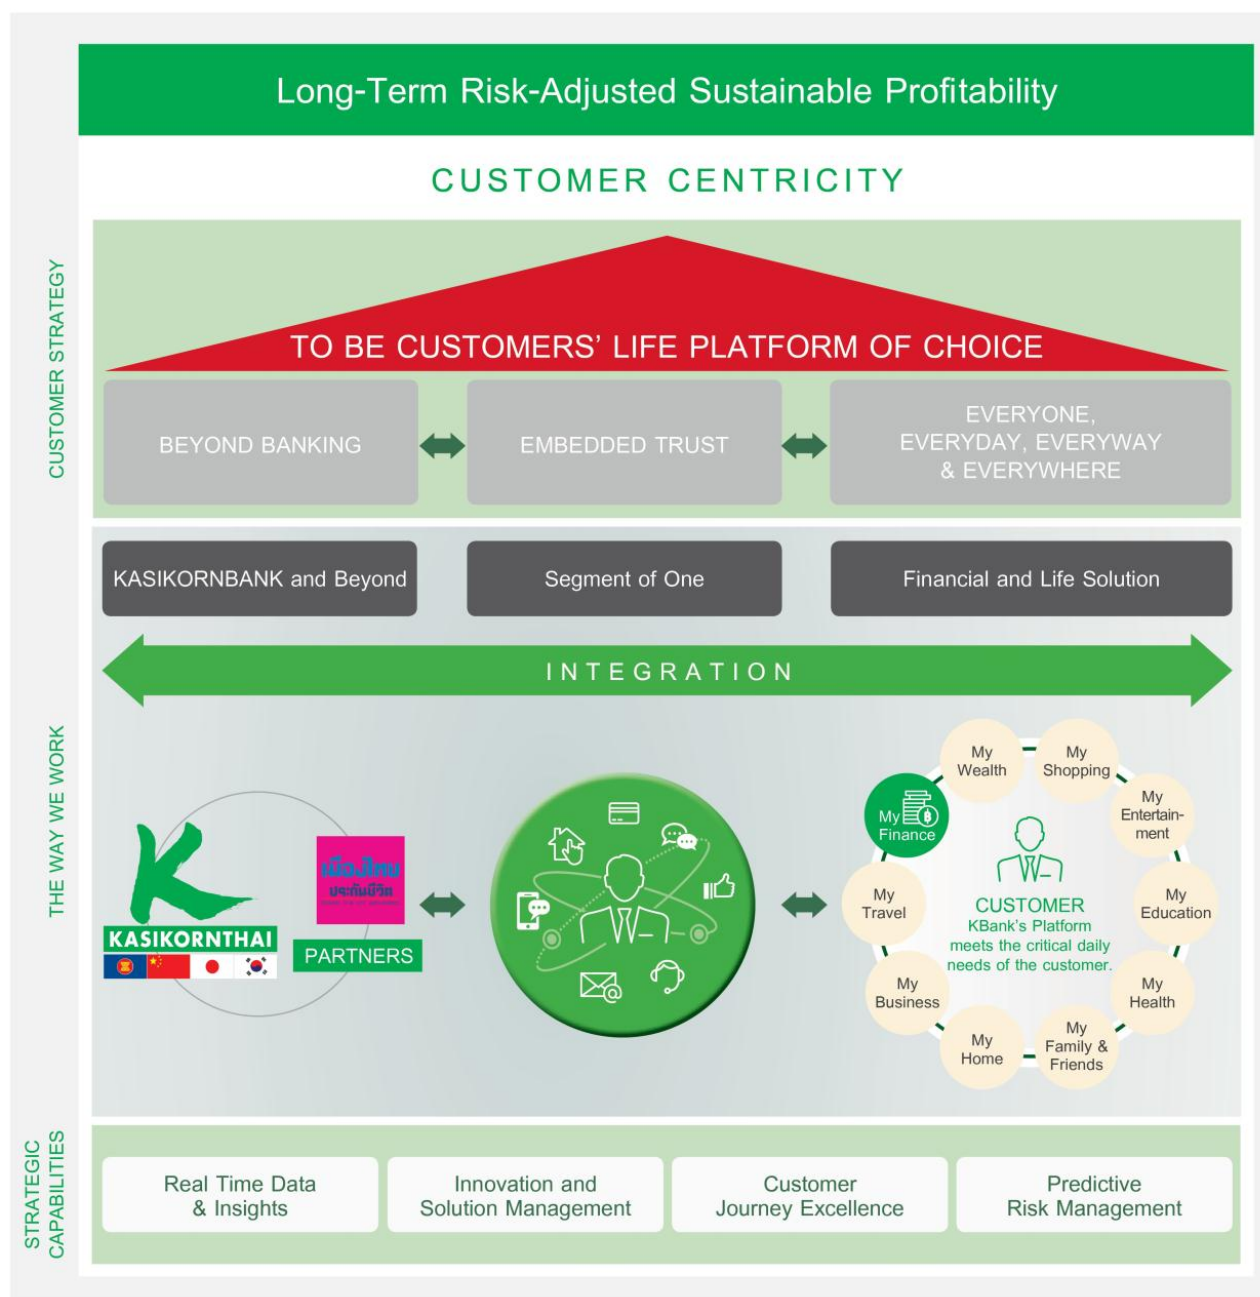 Long-Term Risk-Adjusted Sustainable Profitability
CUSTOMER CENTRICITY
CUSTOMER STRATEGY
TO BE CUSTOMERS' LIFE PLATFORM OF CHOICE
BEYOND BANKING
EMBEDDED TRUST
EVERYONE,
EVERYDAY, EVERYWAY
& EVERYWHERE
THE WAY WE WORK
KASIKORNBANK and Beyond
Segment of One
Financial and Life Solution
INTEGRATION
KASIKORNTHAI
เมืองไทย
ประกันชีวิต
PARTNERS
My
Wealth
My
Shopping
My
Finance
My
Entertain-
ment
My
Travel
My
Education
My
Business
My
Health
My
Home
My
Family &
Friends
CUSTOMER
KBank's Platform
meets the critical daily
needs of the customer.
STRATEGIC
CAPABILITIES
Real Time Data
& Insights
Innovation and
Solution Management
Customer
Journey Excellence
Predictive
Risk Management